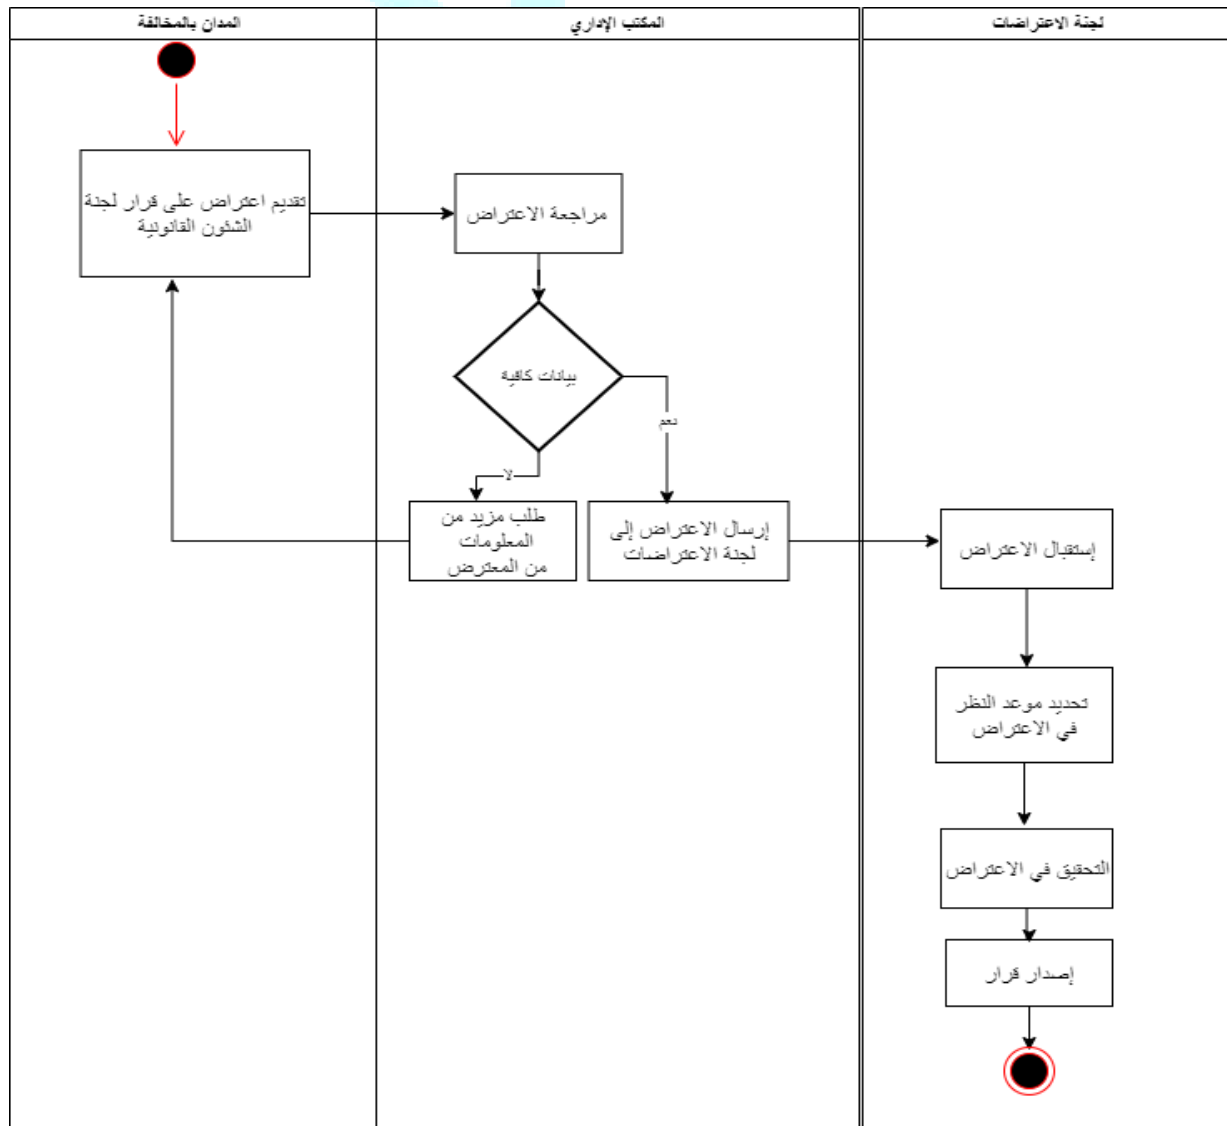 المدان بالمخالفة
المكتب الإداري
لجنة الاعتراضات
تقديم اعتراض على قرار لجنة
الشئون القانونية
مراجعة الاعتراض
بيانات كافية
نعم
لا
طلب مزيد من
المعلومات
من المعترض
إرسال الاعتراض إلى
لجنة الاعتراضات
إستقبال الاعتراض
تحديد موعد النظر
في الاعتراض
التحقيق في الاعتراض
إصدار قرار